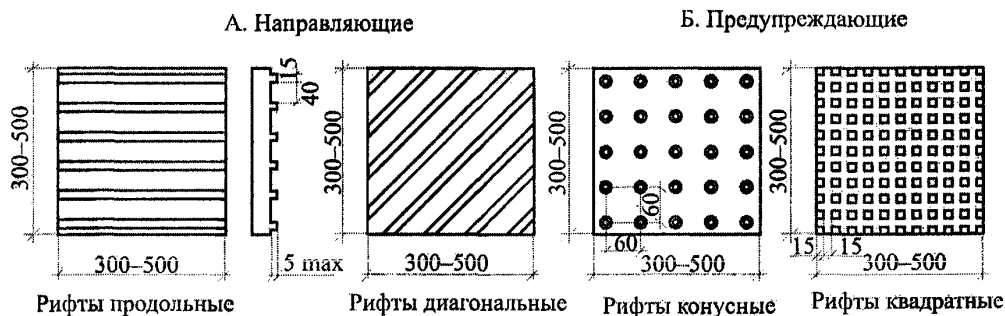 А. Направляющие
Б. Предупреждающие
300–500
15
40
300–500
300–500
60
60
300–500
15
15
300–500
5 max
300–500
300–500
300–500
Рифты продольные
Рифты диагональные
Рифты конусные
Рифты квадратные